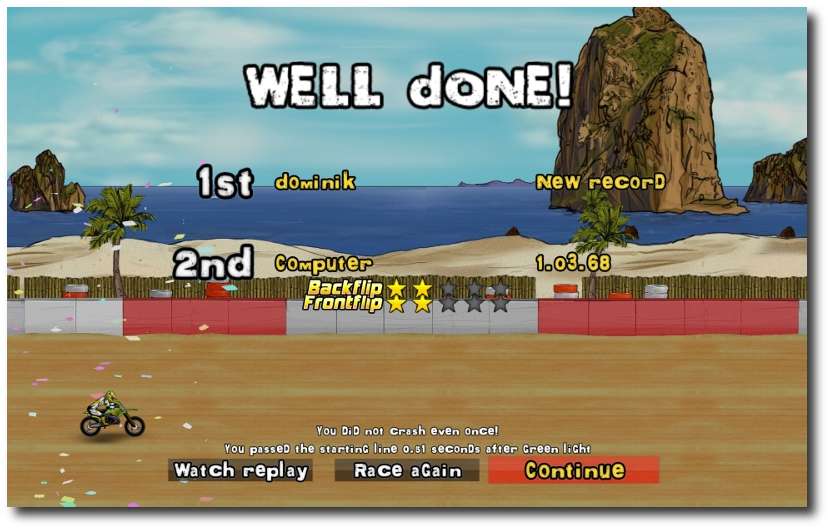 WELL dONE!
1st dominik New record
2nd Computer 1.03.68
Backflip
Frontflip
You did not crash even once!
You passed the starting line 0.51 seconds after green light
Watch replay Race again Continue